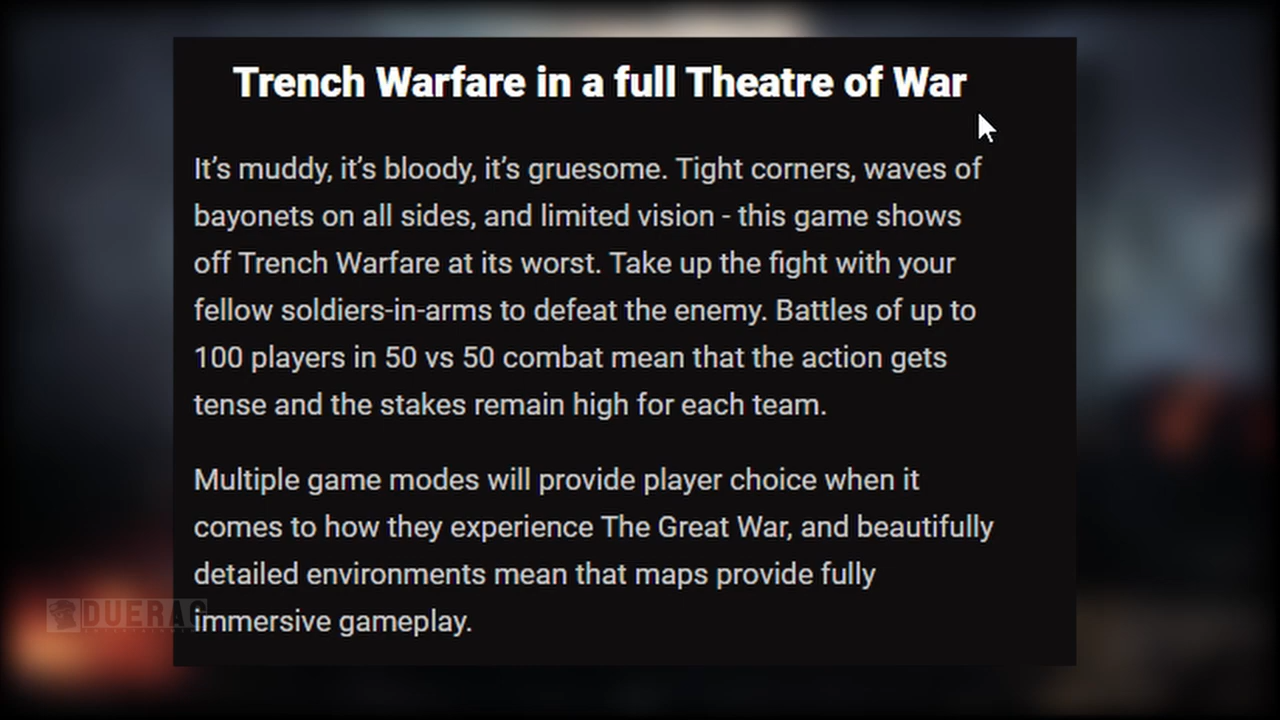 Trench Warfare in a full Theatre of War
It’s muddy, it’s bloody, it’s gruesome. Tight corners, waves of
bayonets on all sides, and limited vision - this game shows
off Trench Warfare at its worst. Take up the fight with your
fellow soldiers-in-arms to defeat the enemy. Battles of up to
100 players in 50 vs 50 combat mean that the action gets
tense and the stakes remain high for each team.
Multiple game modes will provide player choice when it
comes to how they experience The Great War, and beautifully
detailed environments mean that maps provide fully
immersive gameplay.